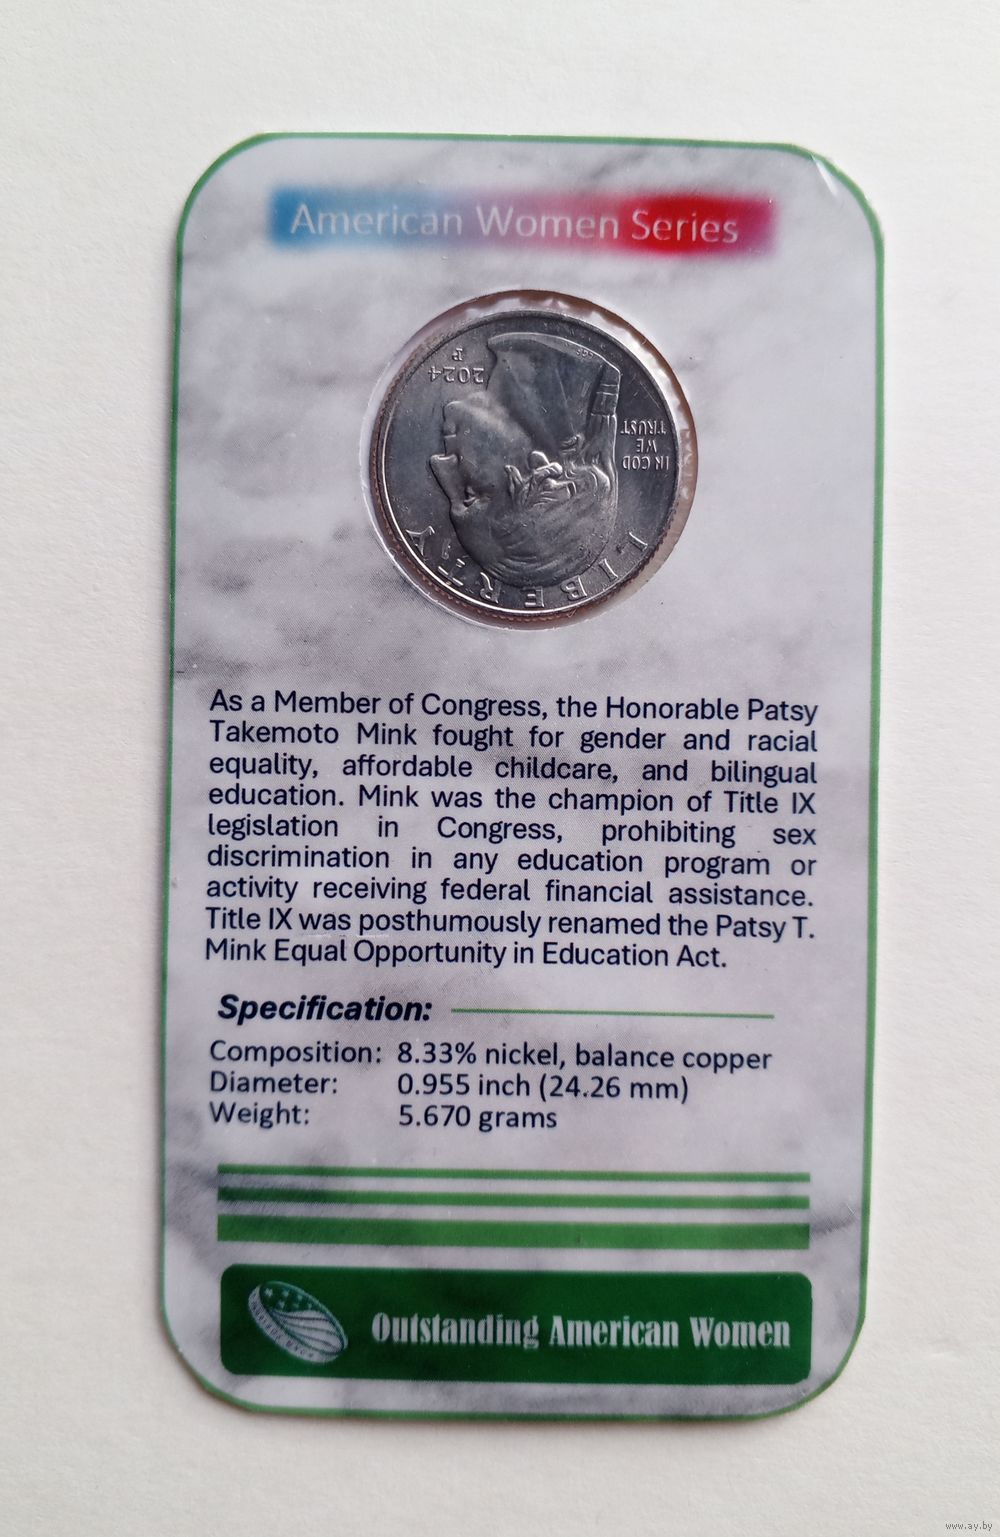 American Women Series
2024
P
IN GOD
WE
TRUST
LIBERTY
As a Member of Congress, the Honorable Patsy
Takemoto Mink fought for gender and racial
equality, affordable childcare, and bilingual
education. Mink was the champion of Title IX
legislation in Congress, prohibiting sex
discrimination in any education program or
activity receiving federal financial assistance.
Title IX was posthumously renamed the Patsy T.
Mink Equal Opportunity in Education Act.
Specification:
Composition: 8.33% nickel, balance copper
Diameter: 0.955 inch (24.26 mm)
Weight: 5.670 grams
Outstanding American Women
www.ay.by